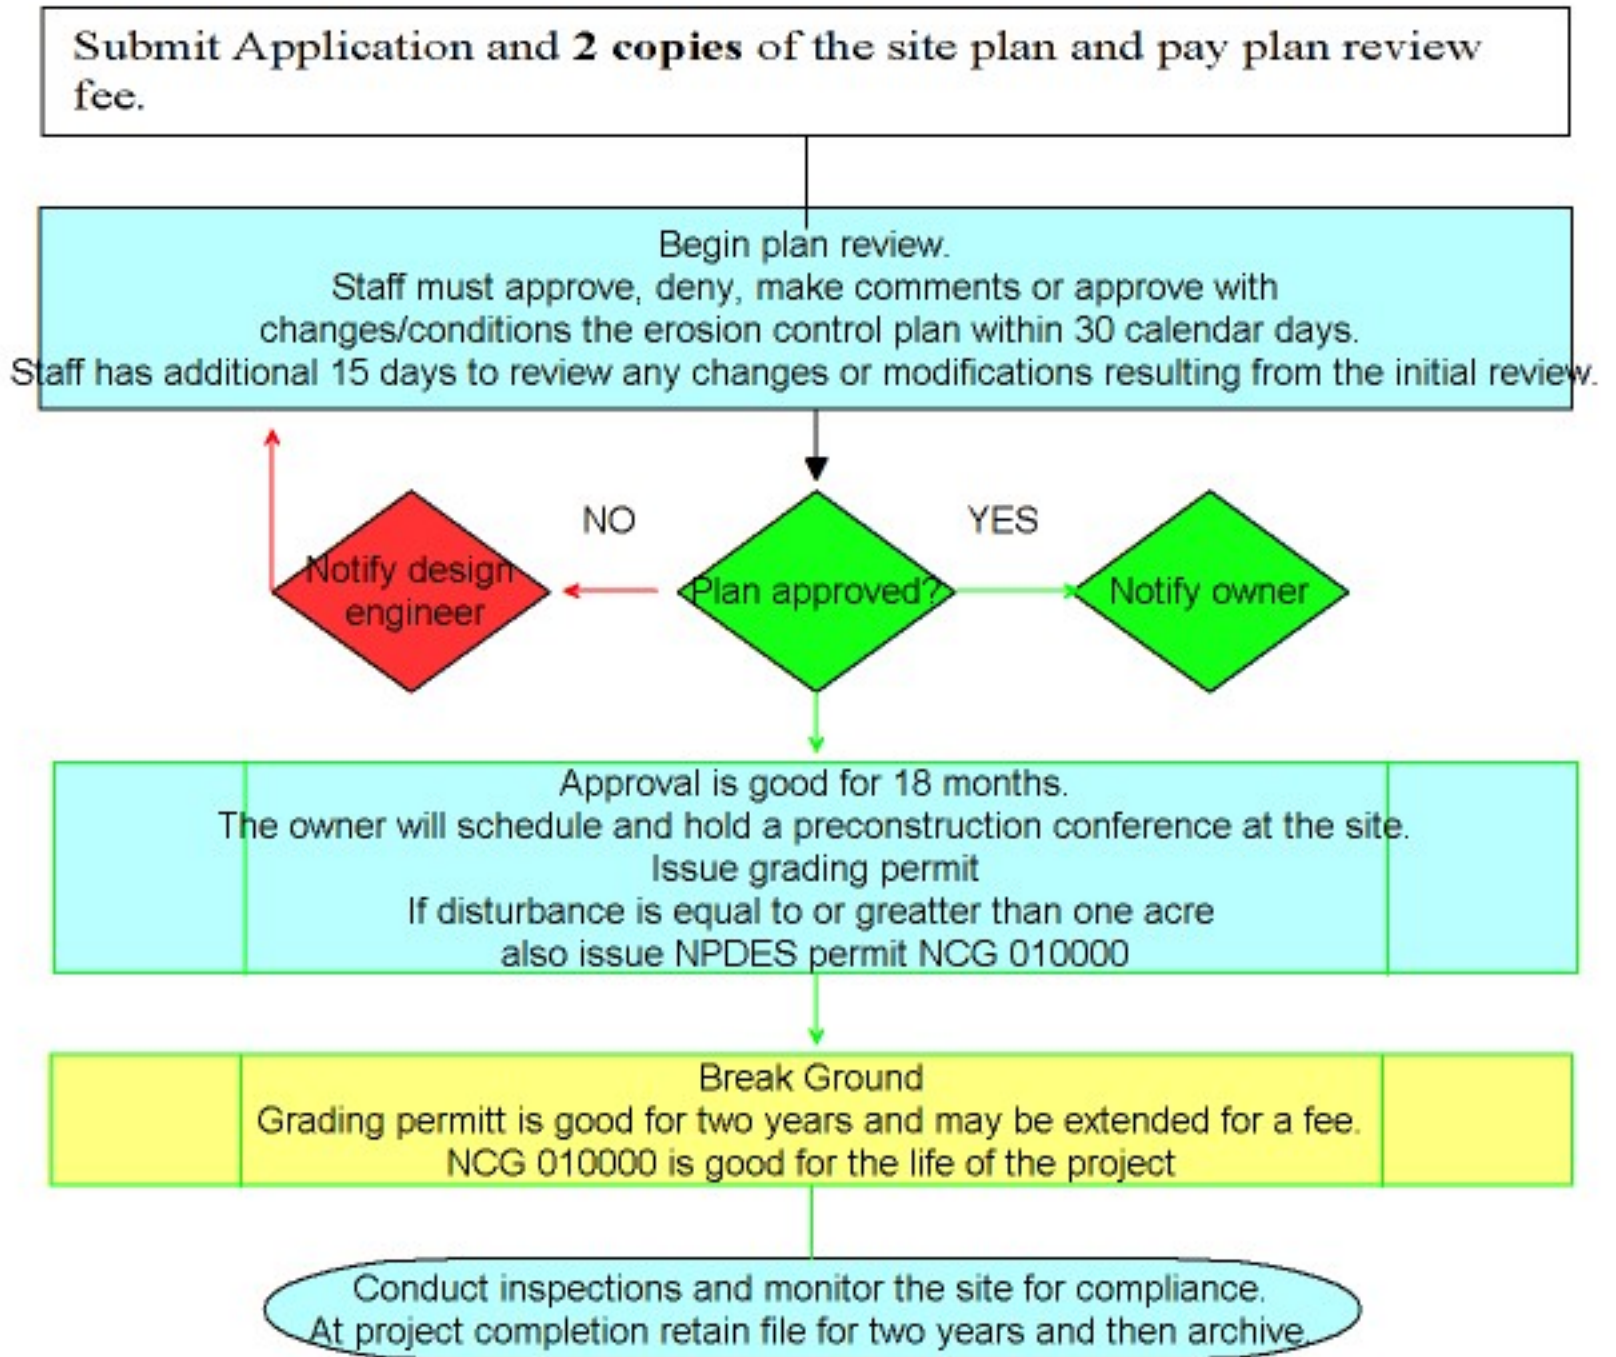 Submit Application and 2 copies of the site plan and pay plan review
fee.
Begin plan review.
Staff must approve, deny, make comments or approve with
changes/conditions the erosion control plan within 30 calendar days.
Staff has additional 15 days to review any changes or modifications resulting from the initial review.
NO
YES
Notify design
engineer
Plan approved?
Notify owner
Approval is good for 18 months.
The owner will schedule and hold a preconstruction conference at the site.
Issue grading permit
If disturbance is equal to or greatter than one acre
also issue NPDES permit NCG 010000
Break Ground
Grading permitt is good for two years and may be extended for a fee.
NCG 010000 is good for the life of the project
Conduct inspections and monitor the site for compliance.
At project completion retain file for two years and then archive.